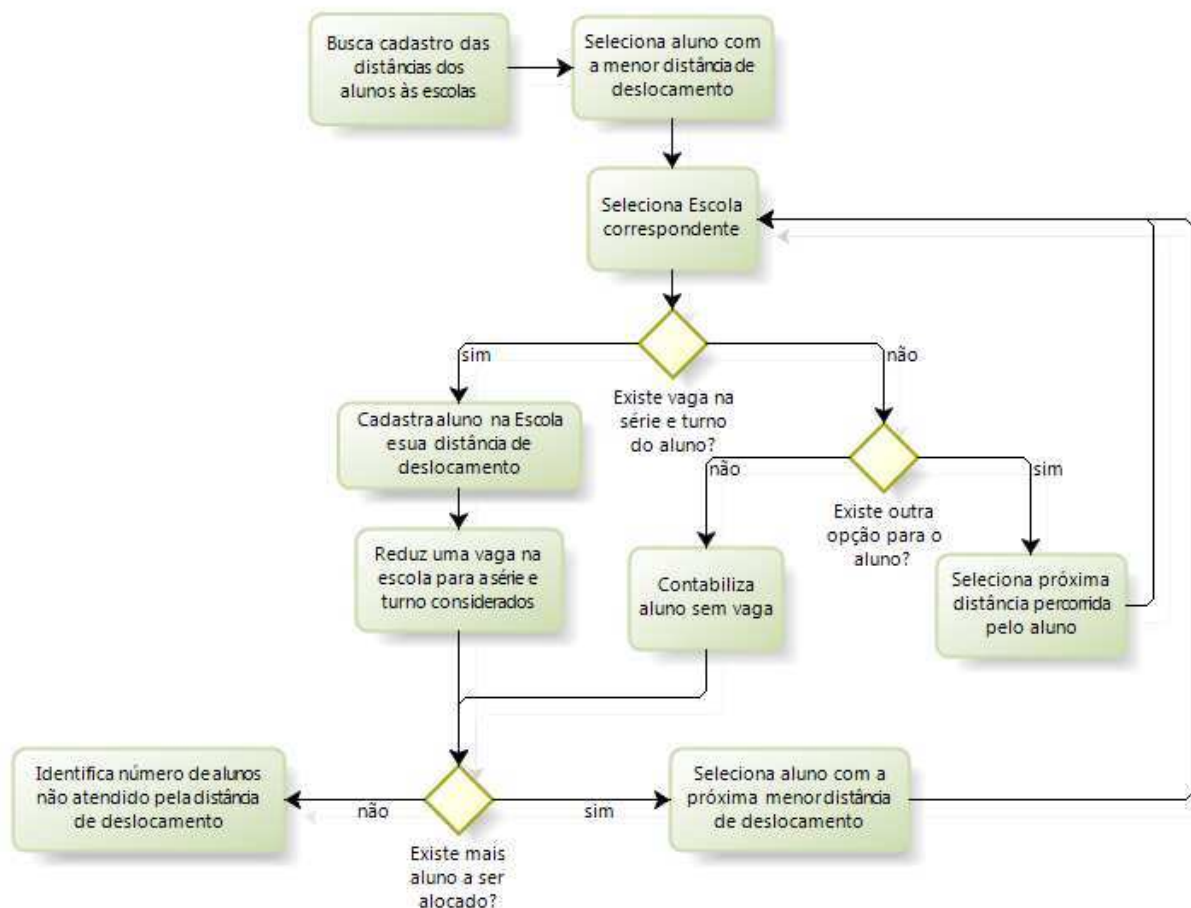 Busca cadastro das
distâncias dos
alunos às escolas
Seleciona aluno com
a menor distância de
deslocamento
Seleciona Escola
correspondente
sim
não
Existe vaga na
série e turno
do aluno?
Cadastra aluno na Escola
e sua distância de
deslocamento
não
sim
Existe outra
opção para o
aluno?
Reduz uma vaga na
escola para a série e
turno considerados
Contabiliza
aluno sem vaga
Seleciona próxima
distância percorrida
pelo aluno
Identifica número de alunos
não atendido pela distância
de deslocamento
não
sim
Seleciona aluno com a
próxima menor distância
de deslocamento
Existe mais
aluno a ser
alocado?